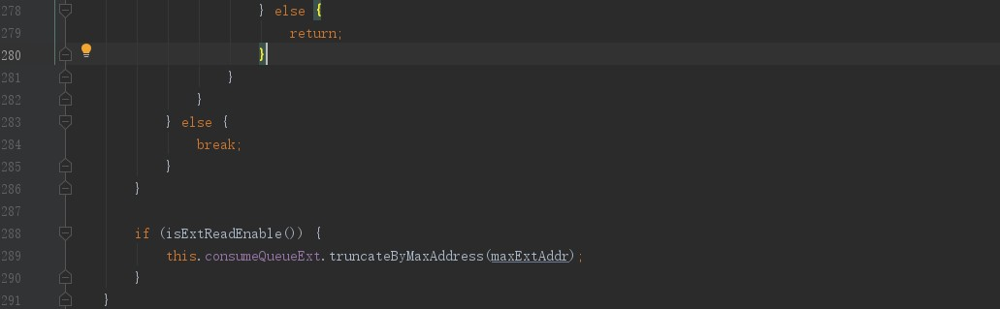 278 } else {
279 return;
280 }
281 }
282 }
283 } else {
284 break;
285 }
286 }
287
288 if (isExtReadEnable()) {
289 this.consumeQueueExt.truncateByMaxAddress(maxExtAddr);
290 }
291 }